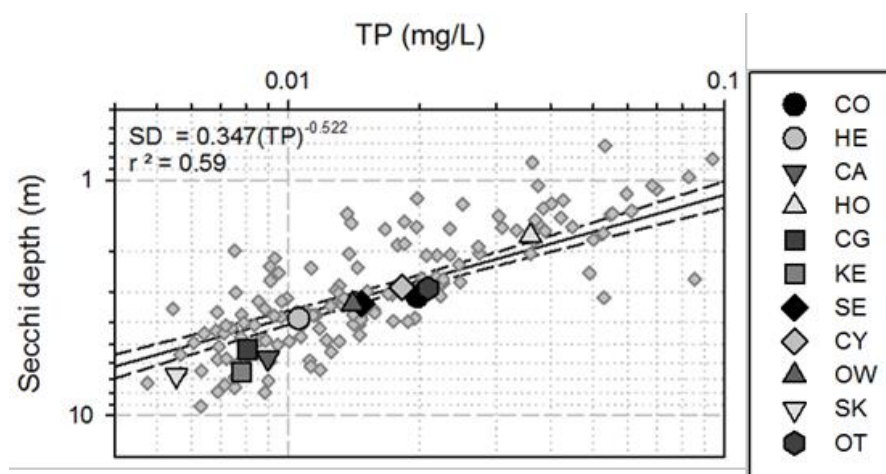 TP (mg/L)
0.01 0.1
SD = 0.347(TP)-0.522
r ² = 0.59
Secchi depth (m)
1
10
CO
HE
CA
HO
CG
KE
SE
CY
OW
SK
OT